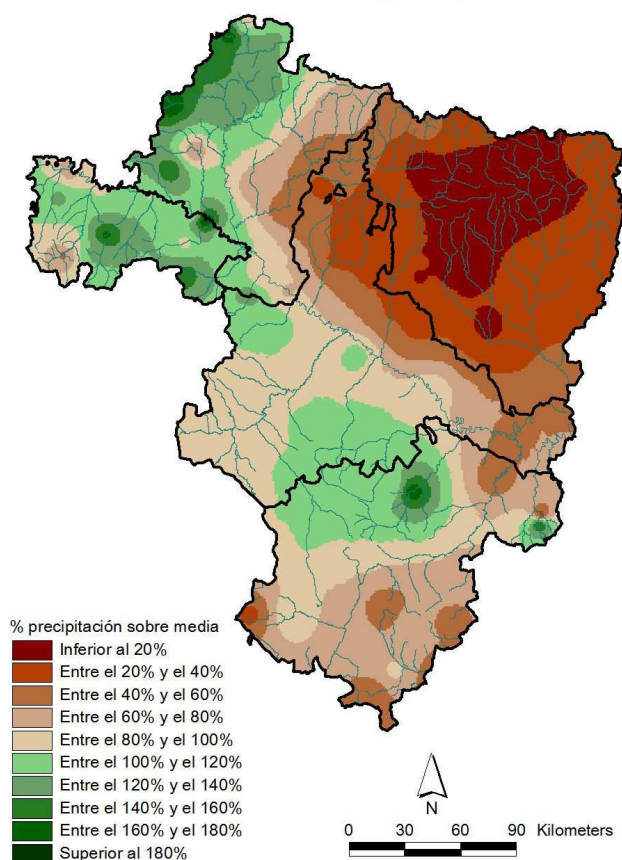 % precipitación sobre media
Inferior al 20%
Entre el 20% y el 40%
Entre el 40% y el 60%
Entre el 60% y el 80%
Entre el 80% y el 100%
Entre el 100% y el 120%
Entre el 120% y el 140%
Entre el 140% y el 160%
Entre el 160% y el 180%
Superior al 180%
N
0 30 60 90 Kilometers